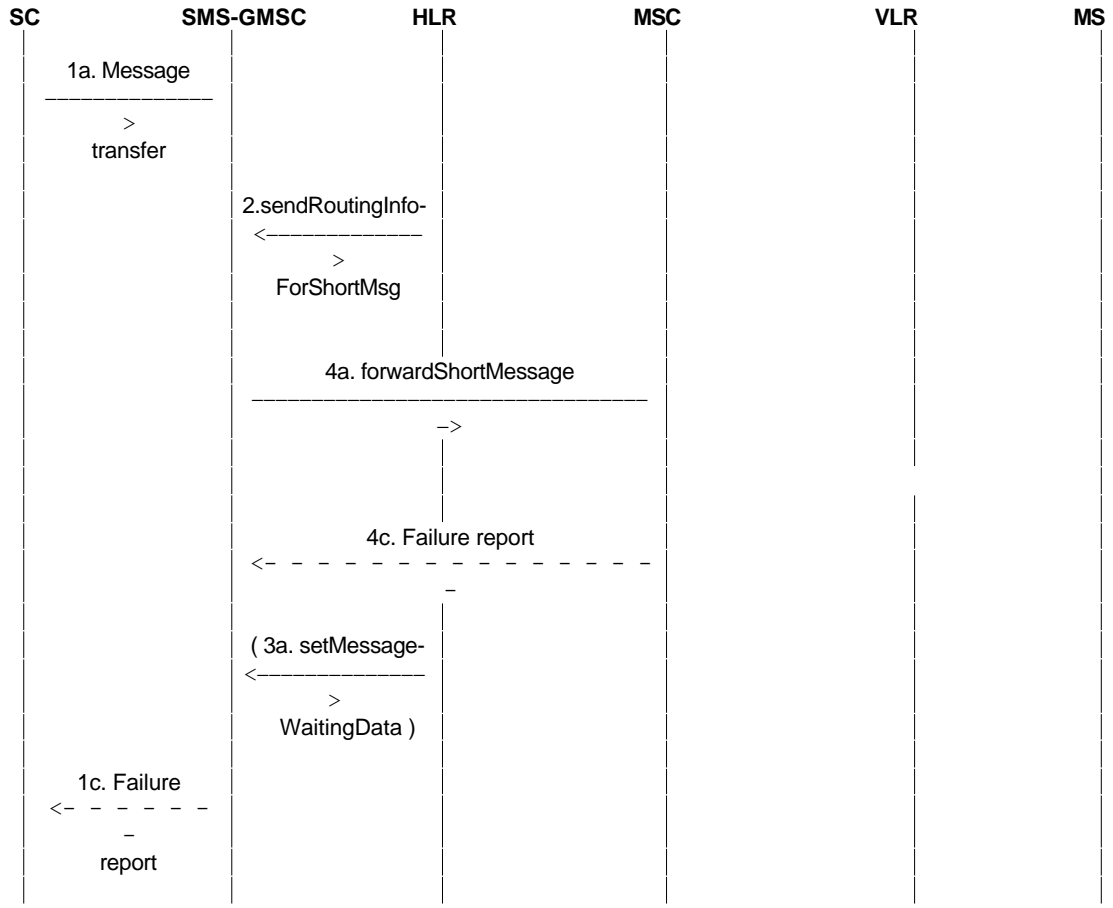 SC SMS-GMSC HLR MSC VLR MS
1a. Message
>
transfer
2.sendRoutingInfo-
<−−−−−−−−−−−−−
>
ForShortMsg
4a. forwardShortMessage
−>
4c. Failure report
<− − − − − − − − − − − − − − −
−
( 3a. setMessage-
<−−−−−−−−−−−−−−
>
WaitingData )
1c. Failure
<− − − − − −
−
report